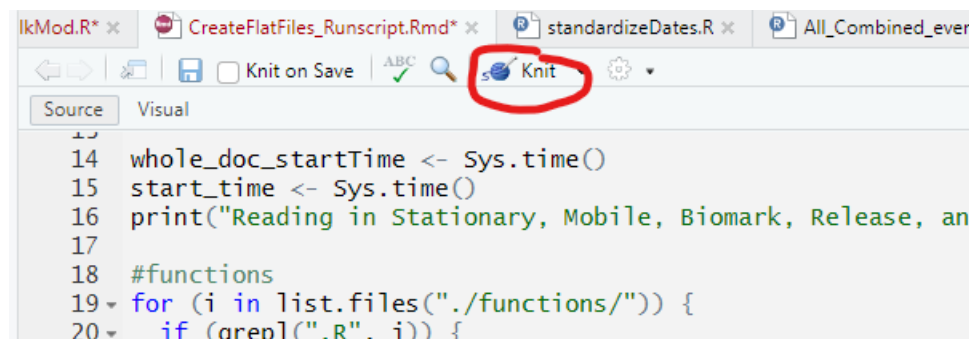 lkMod.R* × CreateFlatFiles_Runscript.Rmd* × standardizeDates.R × All_Combined_ever
Knit on Save ABC Knit
Source Visual
14 whole_doc_startTime <- Sys.time()
15 start_time <- Sys.time()
16 print("Reading in Stationary, Mobile, Biomark, Release, an
17
18 #functions
19 for (i in list.files("./functions/")) {
20 if (grepl(".R", i)) {